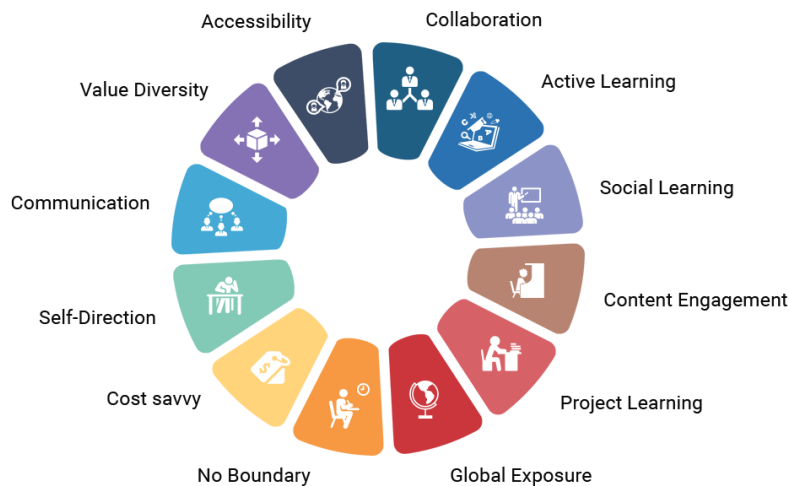 Accessibility
Collaboration
Value Diversity
Active Learning
Communication
Social Learning
Self-Direction
Content Engagement
Cost savvy
Project Learning
No Boundary
Global Exposure
$